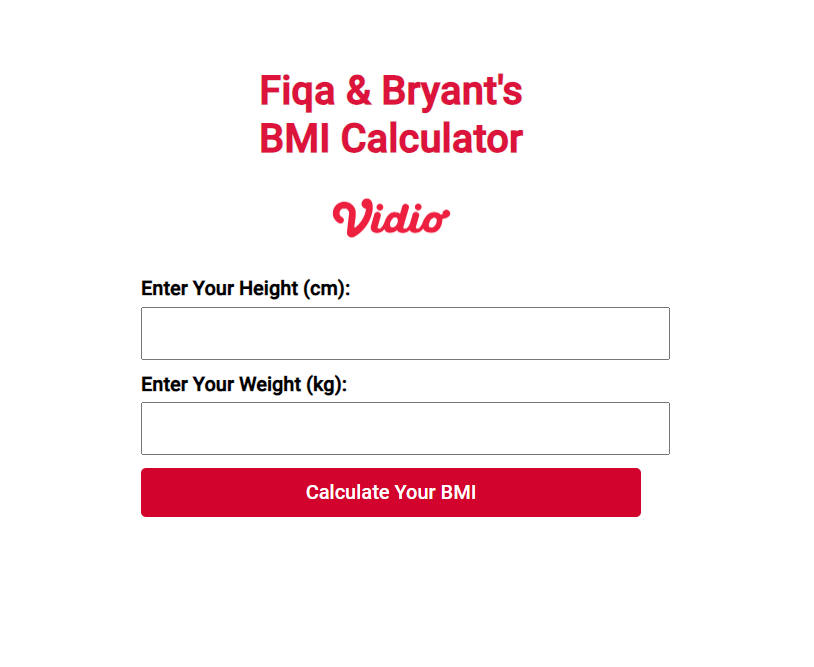 Fiqa & Bryant's
BMI Calculator
Vidio
Enter Your Height (cm):
Enter Your Weight (kg):
Calculate Your BMI